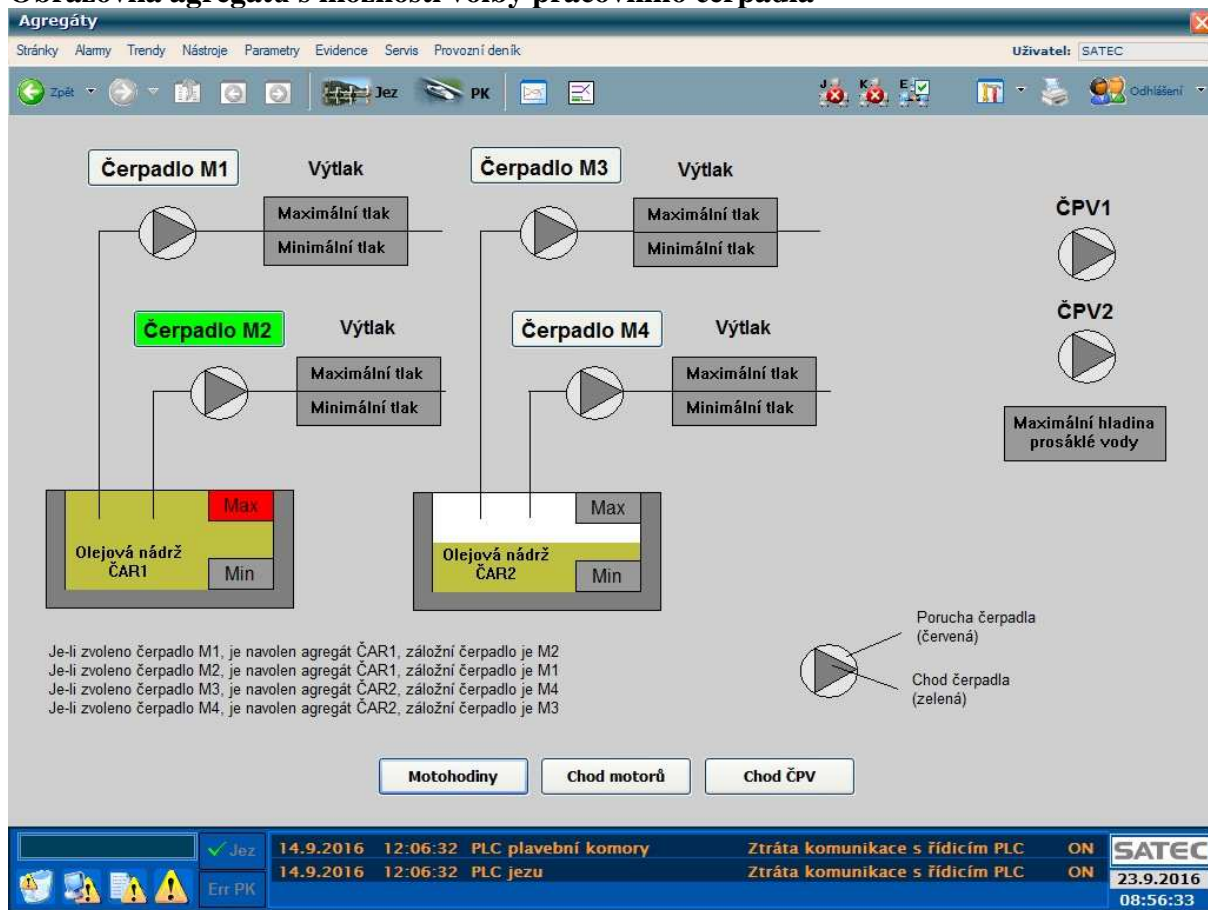 Obrazovka agregátů s možností volby pracovního čerpadla
Agregáty
Stránky Alarmy Trendy Nástroje Parametry Evidence Servis Provozní deník
Uživatel: SATEC
Zpět Jez PK J K E Odhlášení
Čerpadlo M1 Výtlak Čerpadlo M3 Výtlak
Maximální tlak
Minimální tlak
Maximální tlak
Minimální tlak
ČPV1
ČPV2
Čerpadlo M2 Výtlak Čerpadlo M4 Výtlak
Maximální tlak
Minimální tlak
Maximální tlak
Minimální tlak
Maximální hladina
prosáklé vody
Max
Olejová nádrž
ČAR1
Min
Max
Olejová nádrž
ČAR2
Min
Porucha čerpadla
(červená)
Chod čerpadla
(zelená)
Je-li zvoleno čerpadlo M1, je navolen agregát ČAR1, záložní čerpadlo je M2
Je-li zvoleno čerpadlo M2, je navolen agregát ČAR1, záložní čerpadlo je M1
Je-li zvoleno čerpadlo M3, je navolen agregát ČAR2, záložní čerpadlo je M4
Je-li zvoleno čerpadlo M4, je navolen agregát ČAR2, záložní čerpadlo je M3
Motohodiny Chod motorů Chod ČPV
Jez
Err PK
14.9.2016 12:06:32 PLC plavební komory Ztráta komunikace s řídicím PLC ON
14.9.2016 12:06:32 PLC jezu Ztráta komunikace s řídicím PLC ON
SATEC
23.9.2016
08:56:33